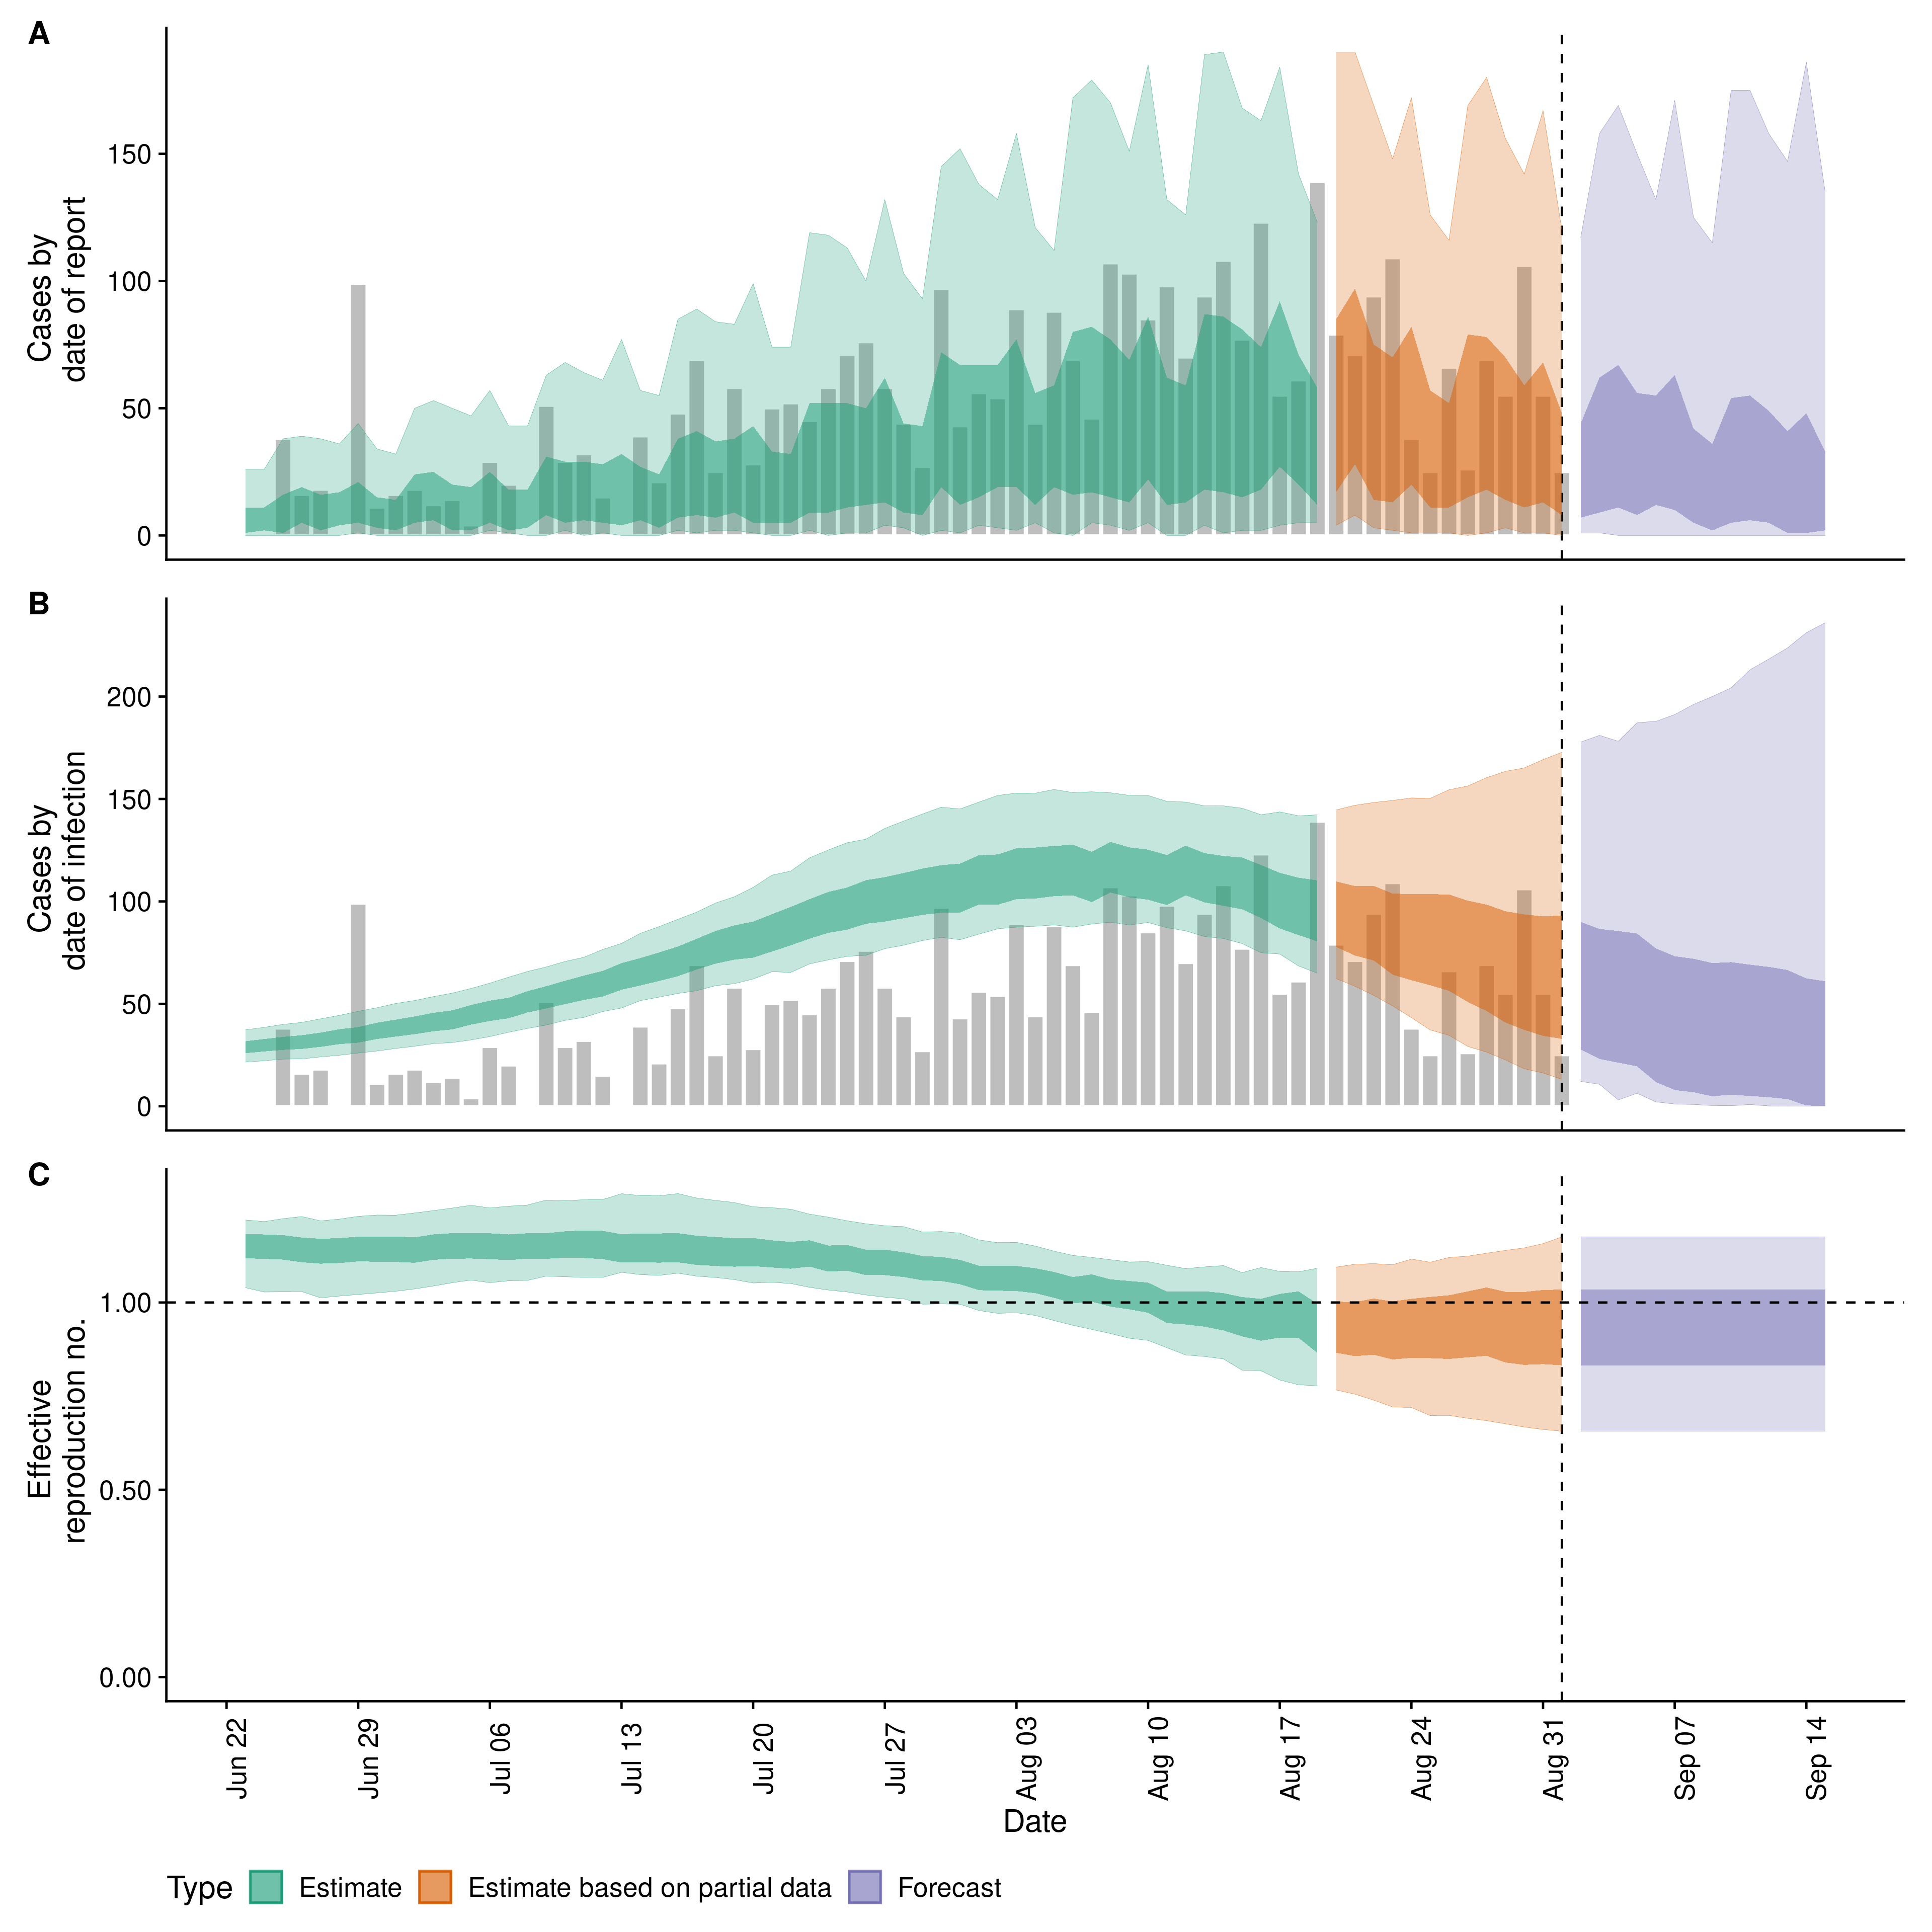 A
Cases by
date of report
150
100
50
0
B
Cases by
date of infection
200
150
100
50
0
C
Effective
reproduction no.
1.00
0.50
0.00
Jun 22
Jun 29
Jul 06
Jul 13
Jul 20
Jul 27
Aug 03
Aug 10
Aug 17
Aug 24
Aug 31
Sep 07
Sep 14
Date
Type Estimate Estimate based on partial data Forecast